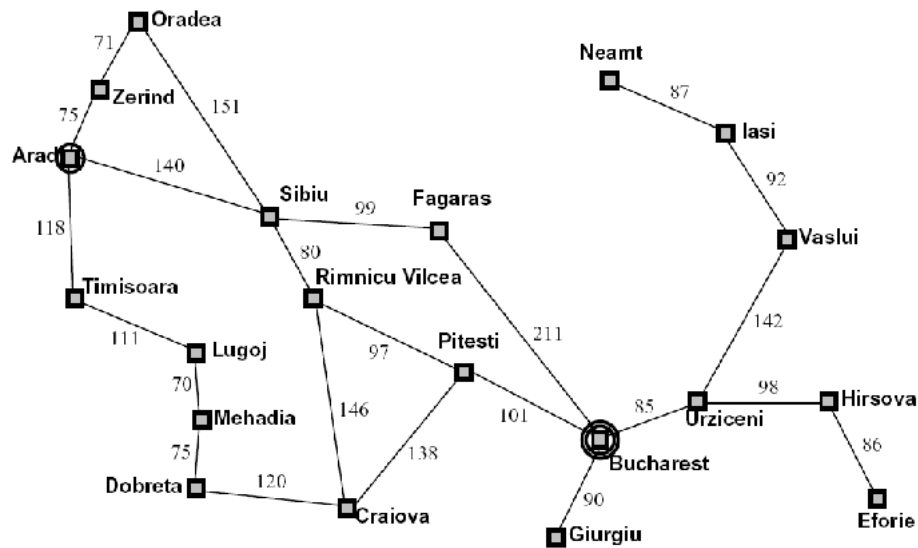 Oradea
71
Neamt
Zerind
87
151
75
Iasi
Arad
140
92
Sibiu
Fagaras
99
118
Vaslui
80
Timisoara
Rimnicu Vilcea
142
111
211
Lugoj
Pitesti
97
70
98
Hirsova
85
Mehadia
146
101
Urziceni
86
75
138
Bucharest
Dobreta
120
90
Craiova
Eforie
Giurgiu